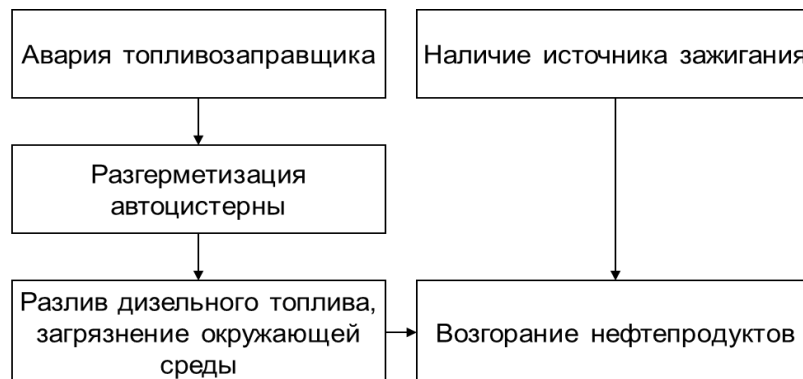 Авария топливозаправщика
Наличие источника зажигания
Разгерметизация
автоцистерны
Разлив дизельного топлива,
загрязнение окружающей
среды
Возгорание нефтепродуктов